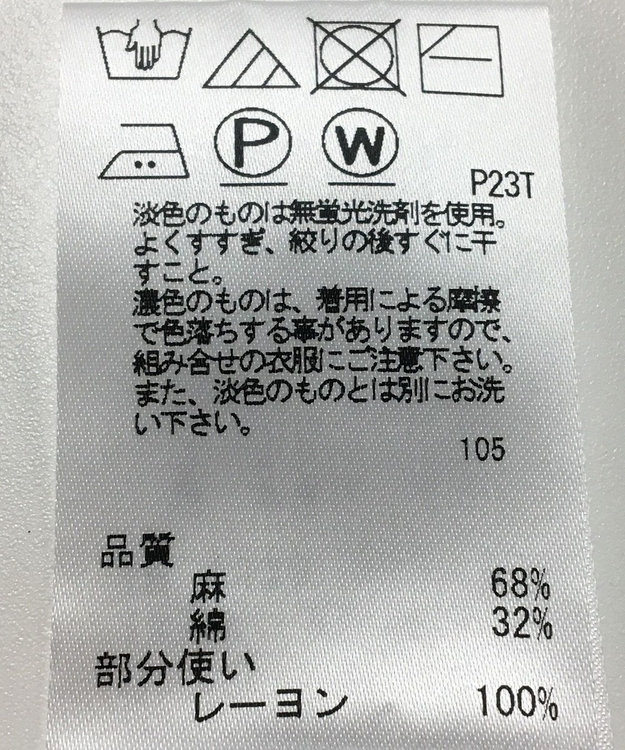 P W
P23T
淡色のものは無蛍光洗剤を使用。
よくすすぎ、絞りの後すぐに干
すこと。
濃色のものは、着用による摩擦
で色落ちする事がありますので、
組み合せの衣服にご注意下さい。
また、淡色のものとは別にお洗
い下さい。
105
品質
麻 68%
綿 32%
部分使い
レーヨン 100%